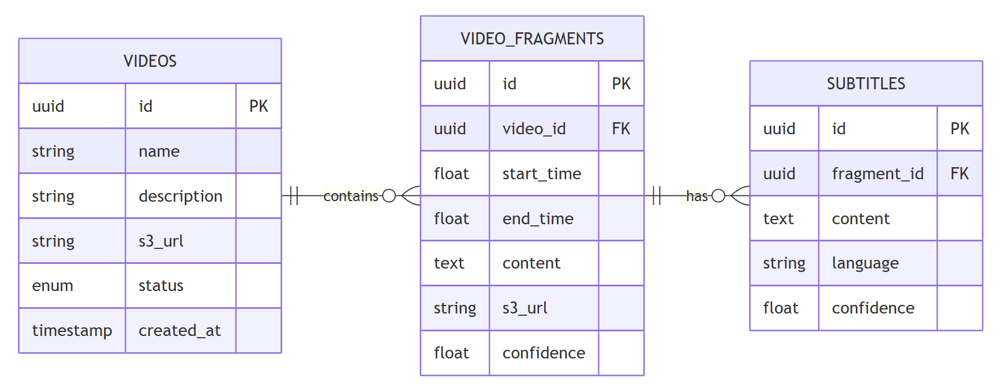 VIDEOS
uuid id PK
string name
string description
string s3_url
enum status
timestamp created_at
contains
VIDEO_FRAGMENTS
uuid id PK
uuid video_id FK
float start_time
float end_time
text content
string s3_url
float confidence
has
SUBTITLES
uuid id PK
uuid fragment_id FK
text content
string language
float confidence